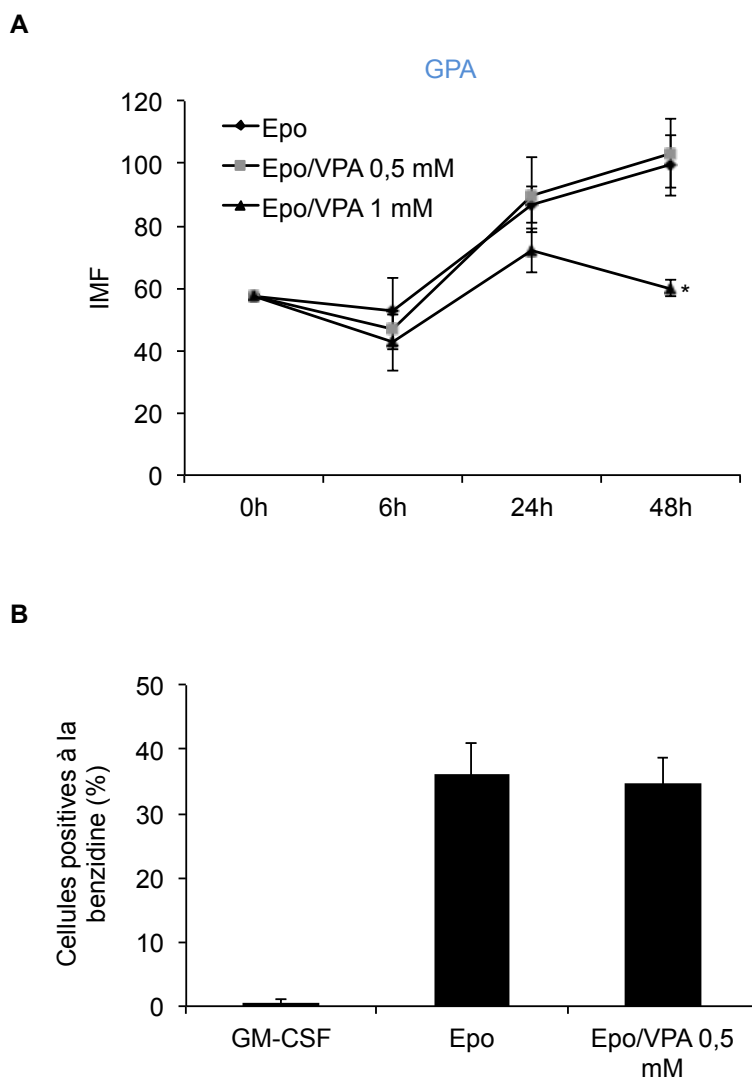 A
GPA
120
100
80
60
40
20
0
IMF
Epo
Epo/VPA 0,5 mM
Epo/VPA 1 mM
*
0h 6h 24h 48h
B
50
40
30
20
10
0
Cellules positives à la
benzidine (%)
GM-CSF Epo Epo/VPA 0,5
mM